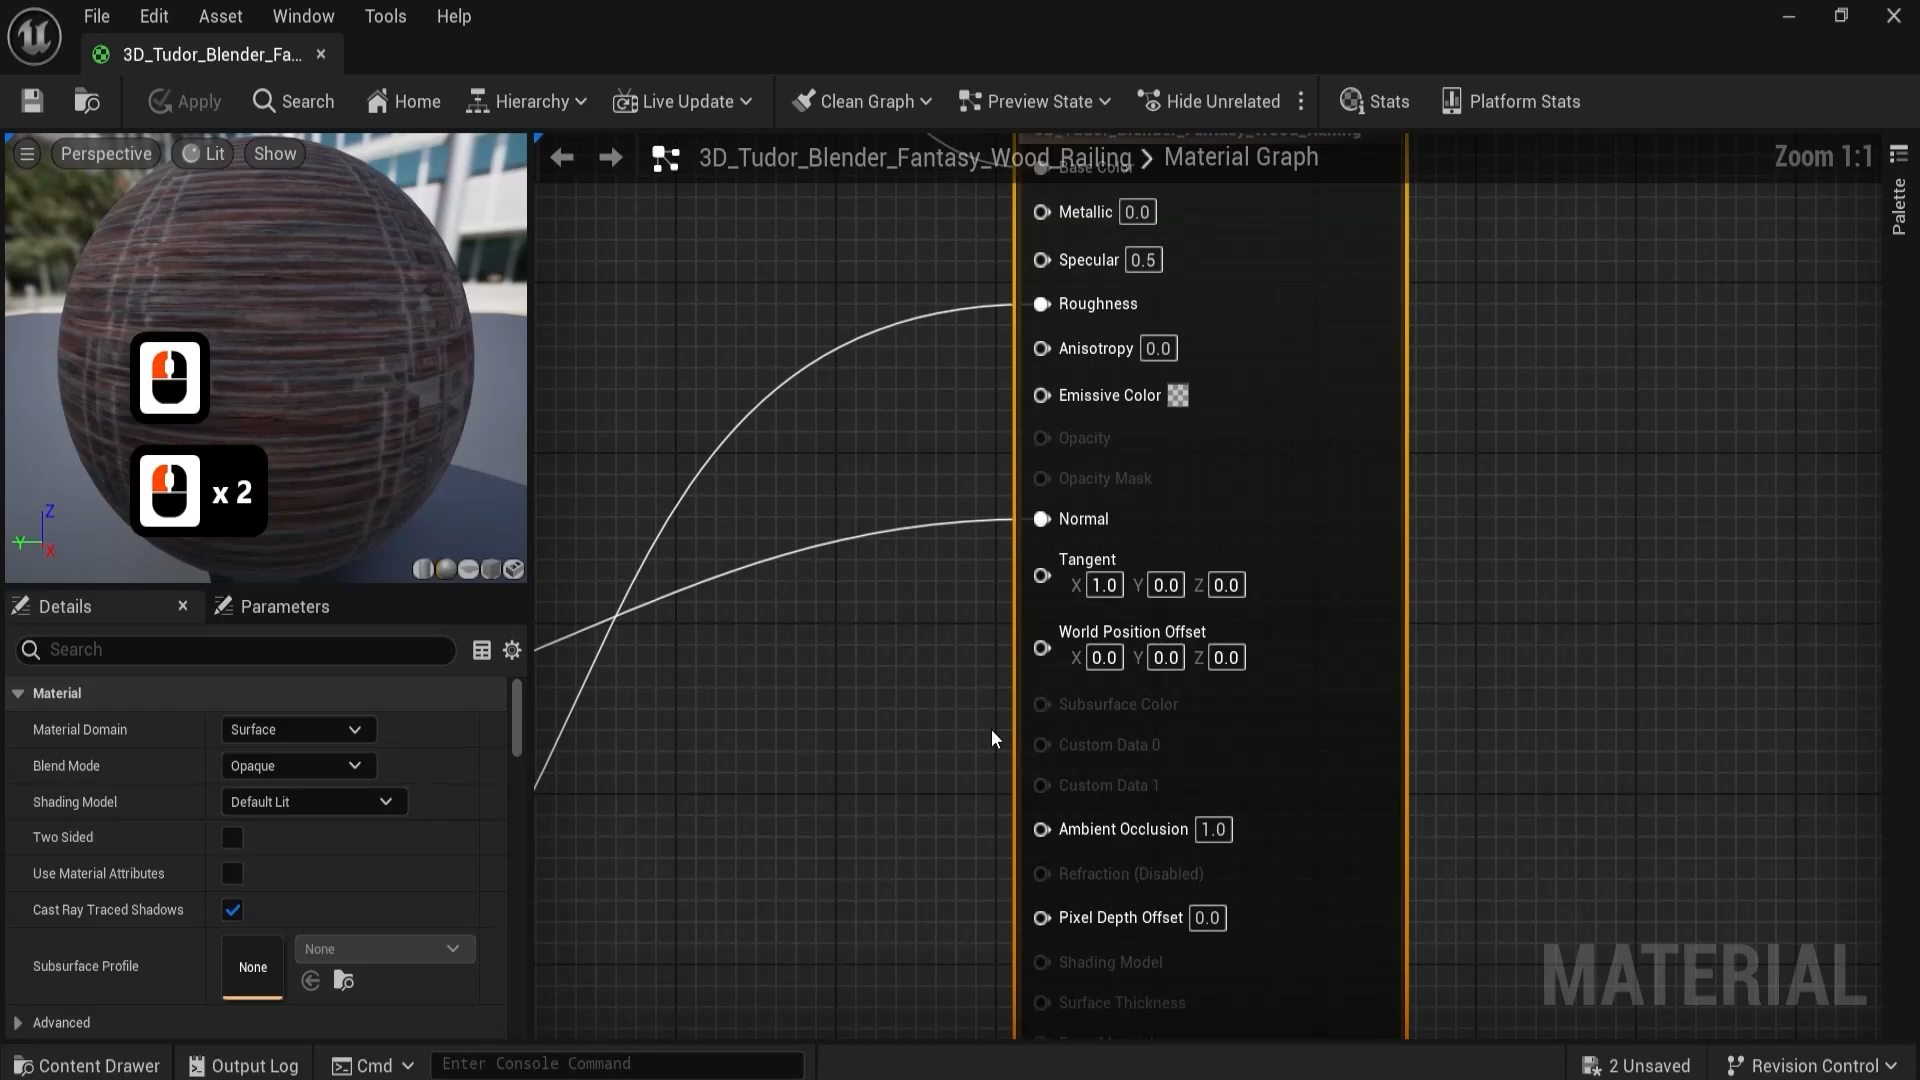 File Edit Asset Window Tools Help
3D_Tudor_Blender_Fa...
Apply Search Home Hierarchy Live Update Clean Graph Preview State Hide Unrelated Stats Platform Stats
Perspective Lit Show
3D_Tudor_Blender_Fantasy_Wood_Railing > Material Graph
Zoom 1:1
Palette
3D_Tudor_Blender_Fantasy_Wood_Railing
Base Color
Metallic 0.0
Specular 0.5
Roughness
Anisotropy 0.0
Emissive Color
Opacity
Opacity Mask
Normal
Tangent
X 1.0 Y 0.0 Z 0.0
World Position Offset
X 0.0 Y 0.0 Z 0.0
Subsurface Color
Custom Data 0
Custom Data 1
Ambient Occlusion 1.0
Refraction (Disabled)
Pixel Depth Offset 0.0
Shading Model
Surface Thickness
MATERIAL
x 2
Z
Y
X
Details Parameters
Search
Material
Material Domain Surface
Blend Mode Opaque
Shading Model Default Lit
Two Sided
Use Material Attributes
Cast Ray Traced Shadows
Subsurface Profile None None
Advanced
Content Drawer Output Log Cmd Enter Console Command 2 Unsaved Revision Control